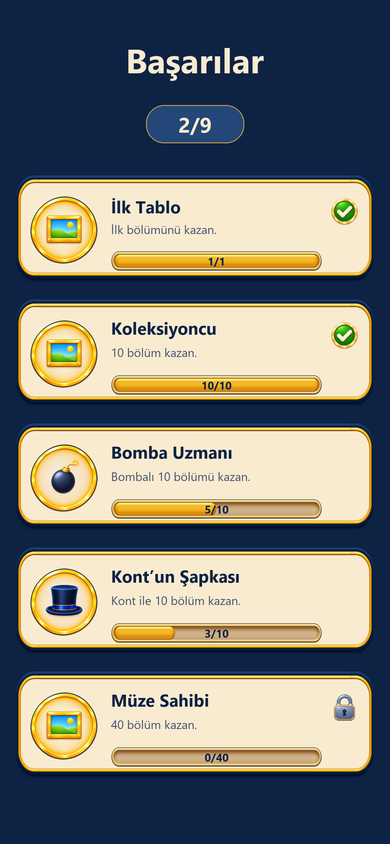 Başarılar
2/9
İlk Tablo
İlk bölümünü kazan.
1/1
Koleksiyoncu
10 bölüm kazan.
10/10
Bomba Uzmanı
Bombalı 10 bölümü kazan.
5/10
Kont’un Şapkası
Kont ile 10 bölüm kazan.
3/10
Müze Sahibi
40 bölüm kazan.
0/40